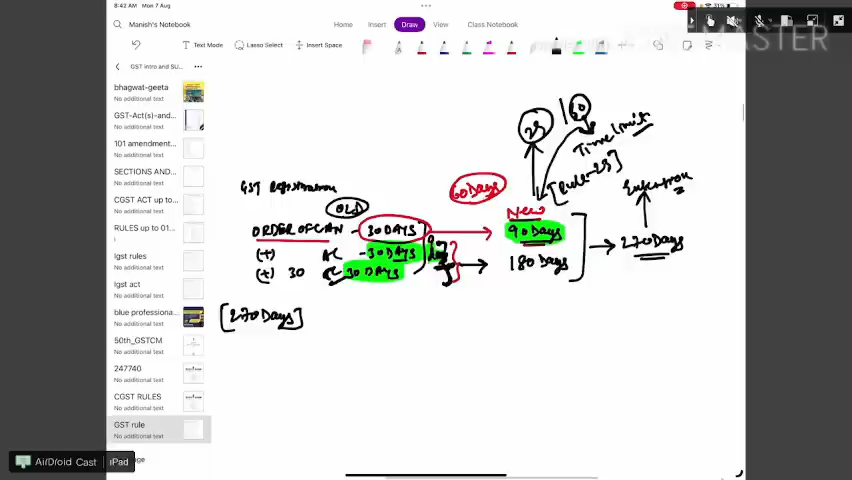 8:42 AM Mon 7 Aug
31%
Manish's Notebook
Home Insert Draw View Class Notebook
MASTER
Text Mode Lasso Select Insert Space
GST intro and SU...
bhagwat-geeta
No additional text
GST-Act(s)-and...
No additional text
101 amendment...
No additional text
SECTIONS AND...
No additional text
CGST ACT up to...
No additional text
RULES up to 01...
No additional text
Igst rules
No additional text
Igst act
No additional text
blue professiona...
No additional text
50th_GSTCM
No additional text
247740
No additional text
CGST RULES
No additional text
GST rule
No additional text
AirDroid Cast iPad
30
23
Time limit
[Rule-23]
60 Days
Extension
GST Registration
OLD
New
ORDER OF CAN - 30 DAYS
90 Days
270 Days
(+) AC - 30 DAYS
(+) 30 30 DAYS
180 Days
[270 Days]